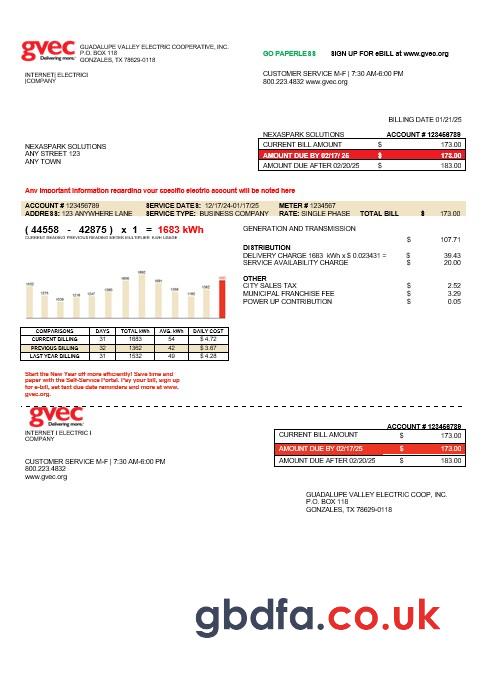 gvec
Delivering more.
GUADALUPE VALLEY ELECTRIC COOPERATIVE, INC.
P.O. BOX 118
GONZALES, TX 78629-0118
INTERNET| ELECTRICI
|COMPANY
GO PAPERLESS SIGN UP FOR eBILL at www.gvec.org
CUSTOMER SERVICE M-F | 7:30 AM-6:00 PM
800.223.4832 www.gvec.org
BILLING DATE 01/21/25
NEXASPARK SOLUTIONS ACCOUNT # 123456789
CURRENT BILL AMOUNT $ 173.00
AMOUNT DUE BY 02/17/ 25 $ 173.00
AMOUNT DUE AFTER 02/20/25 $ 183.00
NEXASPARK SOLUTIONS
ANY STREET 123
ANY TOWN
Any important information regarding your specific electric account will be noted here
ACCOUNT # 123456789 SERVICE DATES: 12/17/24-01/17/25 METER # 1234567
ADDRESS: 123 ANYWHERE LANE SERVICE TYPE: BUSINESS COMPANY RATE: SINGLE PHASE TOTAL BILL $ 173.00
( 44558 - 42875 ) x 1 = 1683 kWh
CURRENT READING PREVIOUS READING METER MULTIPLIER KWH USAGE
GENERATION AND TRANSMISSION
$ 107.71
DISTRIBUTION
DELIVERY CHARGE 1683 kWh x $ 0.023431 = $ 39.43
SERVICE AVAILABILITY CHARGE $ 20.00
OTHER
CITY SALES TAX $ 2.52
MUNICIPAL FRANCHISE FEE $ 3.29
POWER UP CONTRIBUTION $ 0.05
COMPARISONS DAYS TOTAL kWh AVG. kWh DAILY COST
CURRENT BILLING 31 1683 54 $ 4.72
PREVIOUS BILLING 32 1362 42 $ 3.67
LAST YEAR BILLING 31 1532 49 $ 4.28
Start the New Year off more efficiently! Save time and
paper with the Self-Service Portal. Pay your bill, sign up
for e-bill, set text due date reminders and more at www.
gvec.org.
gvec
Delivering more.
INTERNET I ELECTRIC I
COMPANY
CUSTOMER SERVICE M-F | 7:30 AM-6:00 PM
800.223.4832
www.gvec.org
ACCOUNT # 123456789
CURRENT BILL AMOUNT $ 173.00
AMOUNT DUE BY 02/17/25 $ 173.00
AMOUNT DUE AFTER 02/20/25 $ 183.00
GUADALUPE VALLEY ELECTRIC COOP, INC.
P.O. BOX 118
GONZALES, TX 78629-0118
gbdfa.co.uk